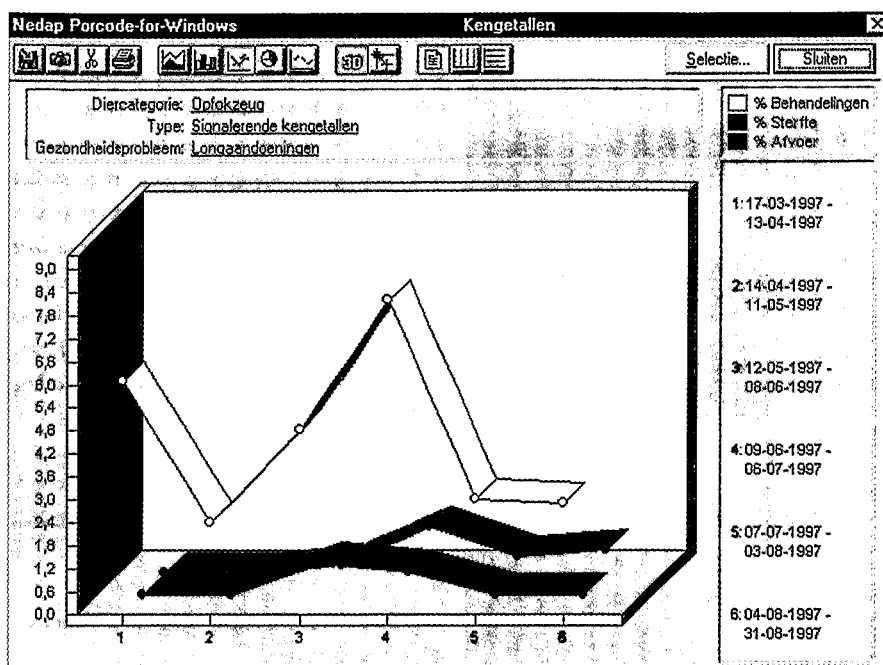 Nedap Porcode-for-Windows Kengetallen X
3D
Selectie... Sluiten
Diercategorie: Opfokzeug
Type: Signalerende kengetallen
Gezondheidsprobleem: Longaandoeningen
% Behandelingen
% Sterfte
% Afvoer
1:17-03-1997 -
13-04-1997
2:14-04-1997 -
11-05-1997
3:12-05-1997 -
08-06-1997
4:09-06-1997 -
06-07-1997
5:07-07-1997 -
03-08-1997
6:04-08-1997 -
31-08-1997
9,0
8,4
7,8
7,2
6,6
6,0
5,4
4,8
4,2
3,6
3,0
2,4
1,8
1,2
0,6
0,0
1 2 3 4 5 6